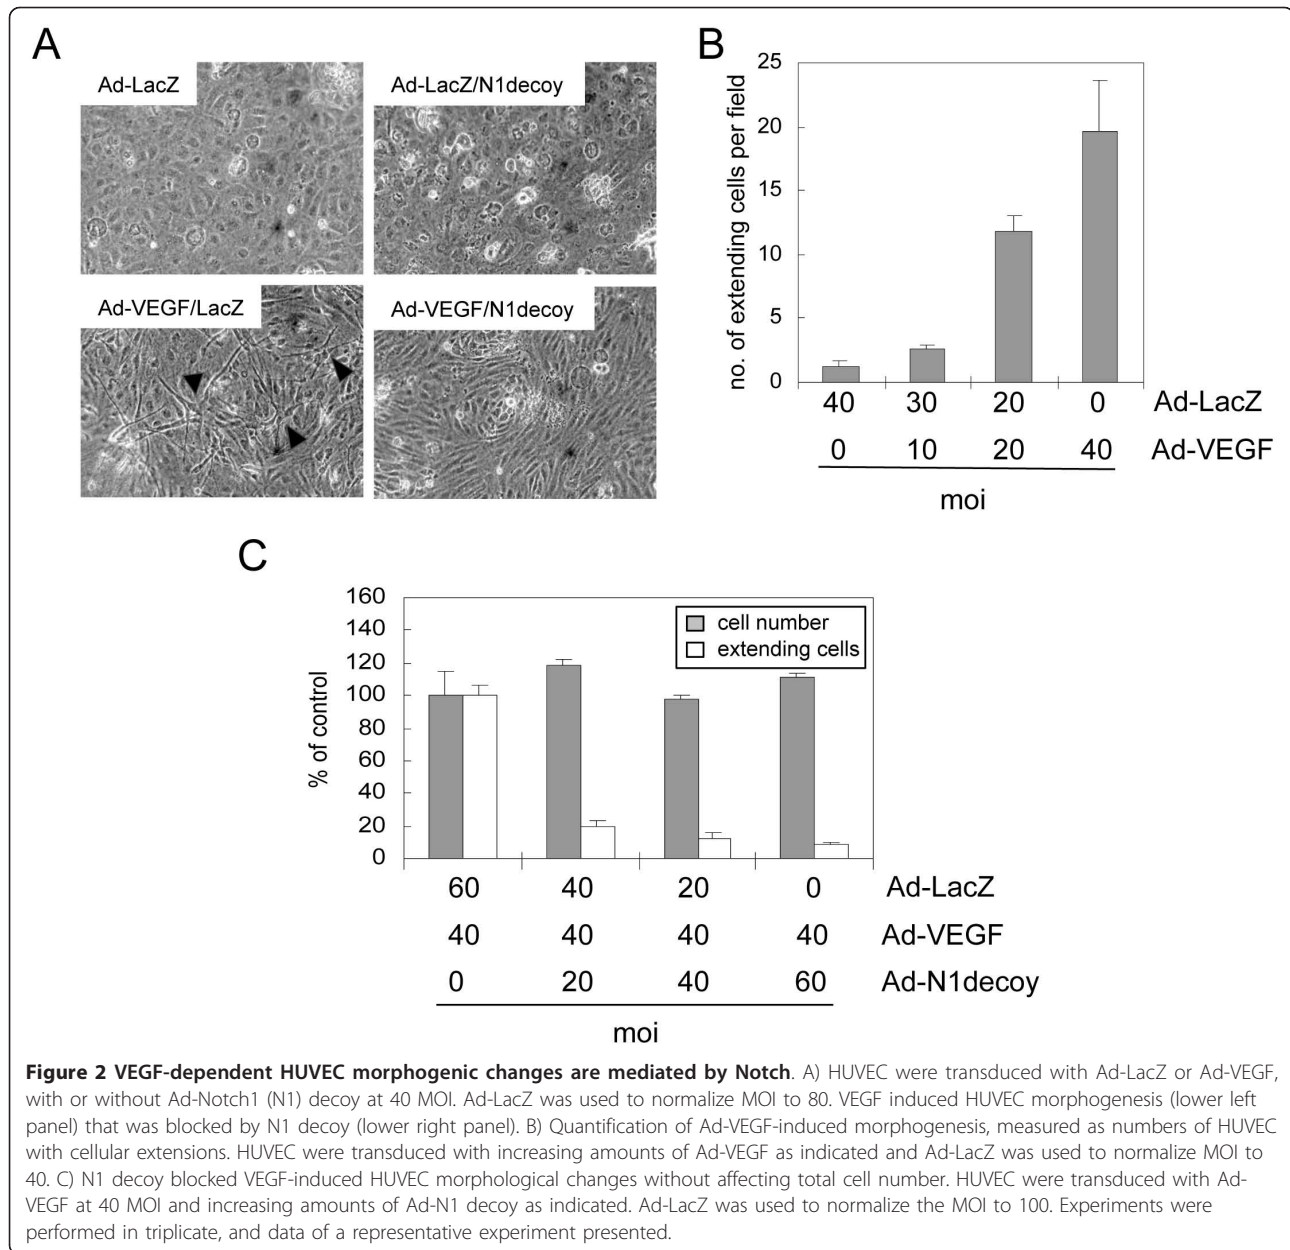 A
Ad-LacZ
Ad-LacZ/N1decoy
Ad-VEGF/LacZ
Ad-VEGF/N1decoy
B
no. of extending cells per field
25
20
15
10
5
0
40 30 20 0 Ad-LacZ
0 10 20 40 Ad-VEGF
moi
C
% of control
160
140
120
100
80
60
40
20
0
cell number
extending cells
60 40 20 0 Ad-LacZ
40 40 40 40 Ad-VEGF
0 20 40 60 Ad-N1decoy
moi
Figure 2 VEGF-dependent HUVEC morphogenic changes are mediated by Notch. A) HUVEC were transduced with Ad-LacZ or Ad-VEGF,
with or without Ad-Notch1 (N1) decoy at 40 MOI. Ad-LacZ was used to normalize MOI to 80. VEGF induced HUVEC morphogenesis (lower left
panel) that was blocked by N1 decoy (lower right panel). B) Quantification of Ad-VEGF-induced morphogenesis, measured as numbers of HUVEC
with cellular extensions. HUVEC were transduced with increasing amounts of Ad-VEGF as indicated and Ad-LacZ was used to normalize MOI to
40. C) N1 decoy blocked VEGF-induced HUVEC morphological changes without affecting total cell number. HUVEC were transduced with Ad-
VEGF at 40 MOI and increasing amounts of Ad-N1 decoy as indicated. Ad-LacZ was used to normalize the MOI to 100. Experiments were
performed in triplicate, and data of a representative experiment presented.